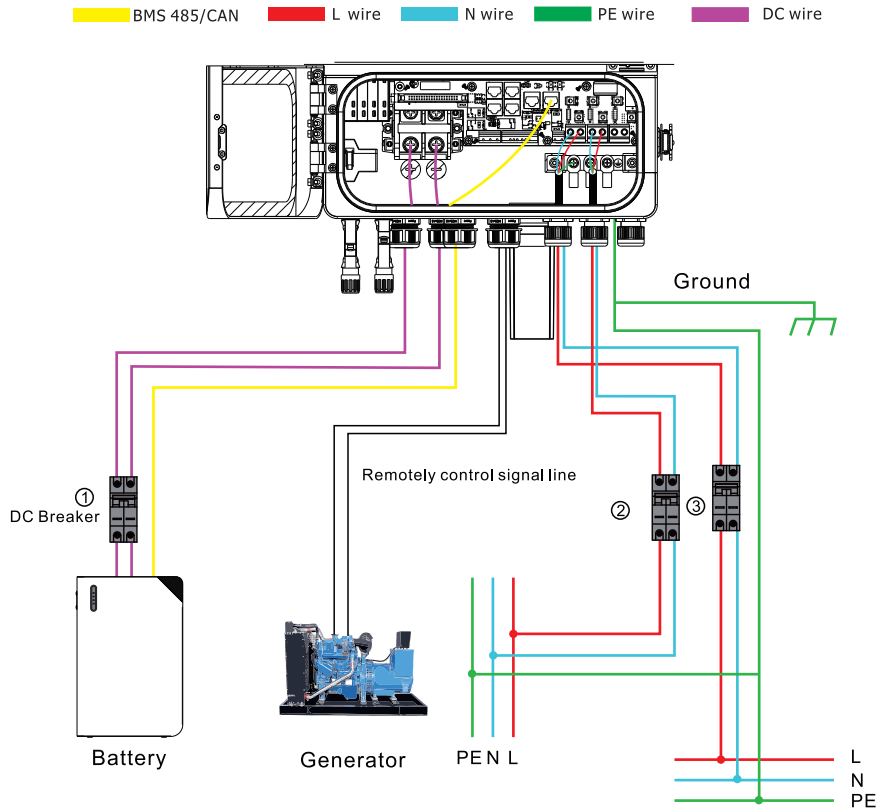 BMS 485/CAN
L wire
N wire
PE wire
DC wire
Ground
Remotely control signal line
①
DC Breaker
②
③
Battery
Generator
PE N L
L
N
PE